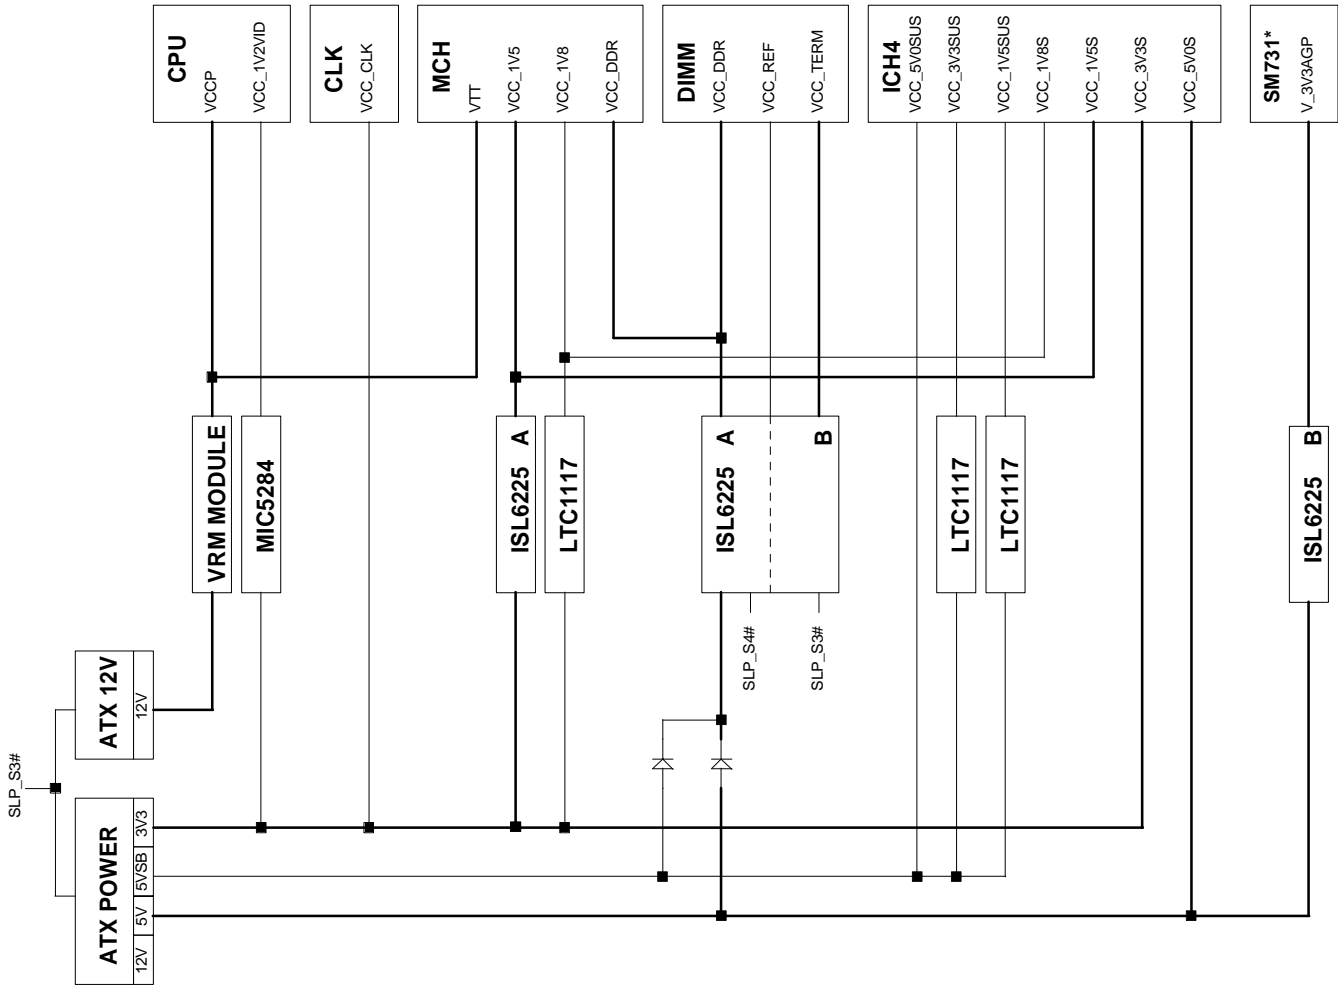 CPU
VCCP
VCC_1V2VID
CLK
VCC_CLK
MCH
VTT
VCC_1V5
VCC_1V8
VCC_DDR
DIMM
VCC_DDR
VCC_REF
VCC_TERM
ICH4
VCC_5V0SUS
VCC_3V3SUS
VCC_1V5SUS
VCC_1V8S
VCC_1V5S
VCC_3V3S
VCC_5V0S
SM731*
V_3V3AGP
VRM MODULE
MIC5284
ISL6225 A
LTC1117
ISL6225 A
B
LTC1117
LTC1117
ISL6225 B
SLP_S4#
SLP_S3#
ATX 12V
12V
SLP_S3#
ATX POWER
3V3
5VSB
5V
12V